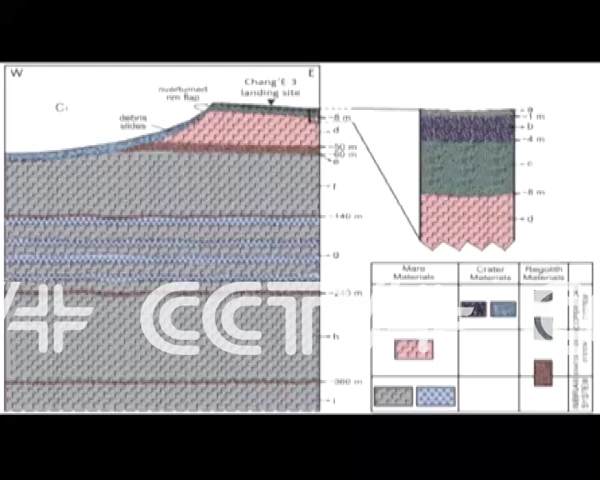 W
E
Chang'E 3
landing site
overturned
rim flap
debris
slides
~8 m
d
~50 m
~60 m
e
f
~140 m
g
~240 m
h
~360 m
i
a
~1 m
b
~4 m
c
~8 m
d
Mare
Materials
Crater
Materials
Regolith
Materials
CCTV+